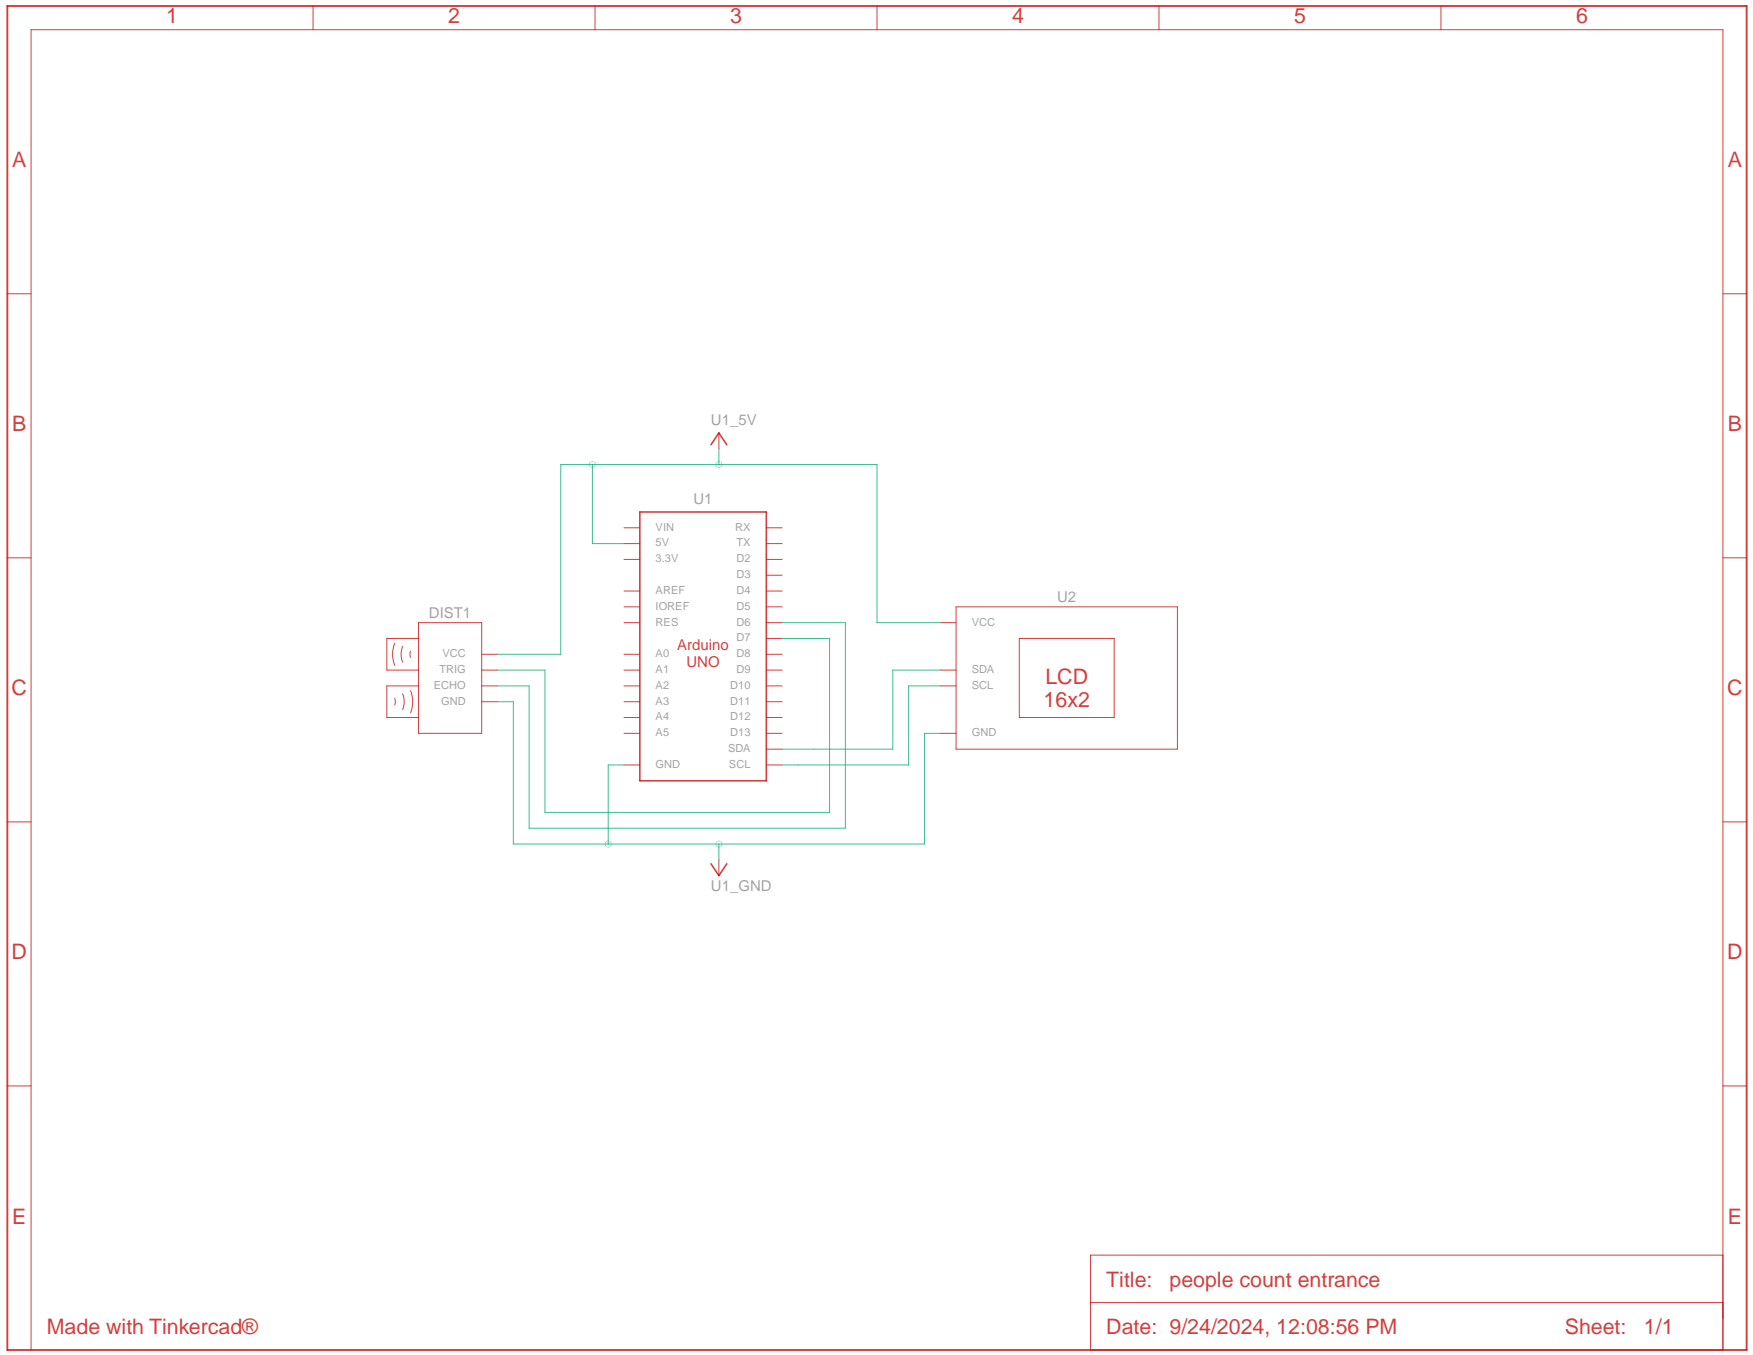 1 2 3 4 5 6
A A
B B
U1_5V
U1
VIN RX
5V TX
3.3V D2
D3
AREF D4
IOREF D5
RES D6
D7
A0 D8
A1 D9
A2 D10
A3 D11
A4 D12
A5 D13
SDA
GND SCL
Arduino
UNO
DIST1
VCC
TRIG
ECHO
GND
U2
VCC
SDA
SCL
GND
LCD
16x2
C C
U1_GND
D D
E E
Title: people count entrance
Made with Tinkercad®
Date: 9/24/2024, 12:08:56 PM Sheet: 1/1